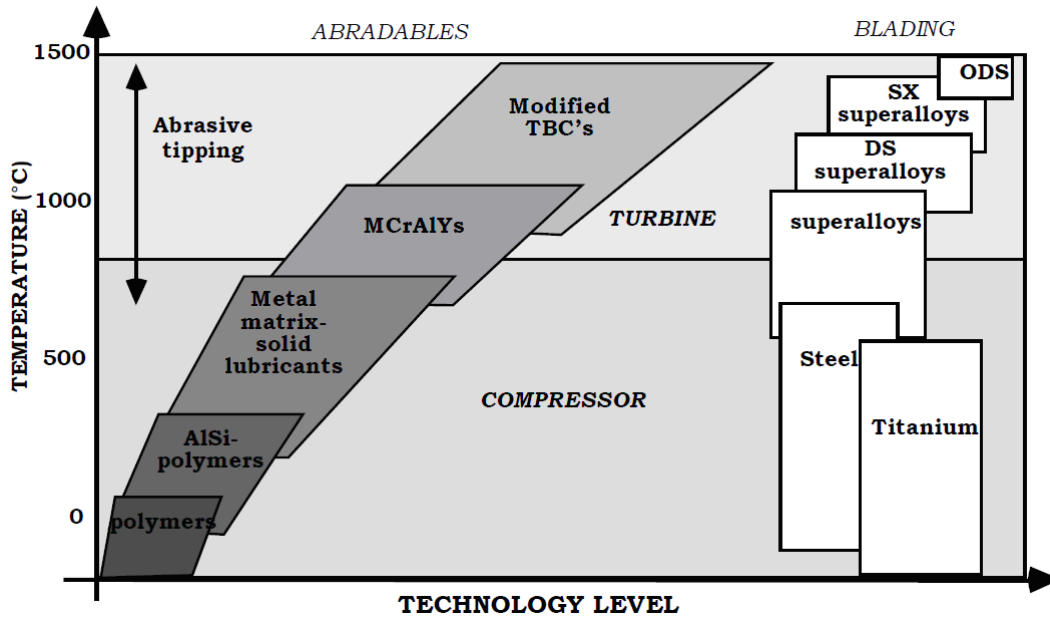 ABRADABLES
BLADING
1500
1000
500
0
TEMPERATURE (°C)
TECHNOLOGY LEVEL
Abrasive
tipping
Modified
TBC's
MCrAlYs
Metal
matrix-
solid
lubricants
AlSi-
polymers
polymers
TURBINE
COMPRESSOR
ODS
SX
superalloys
DS
superalloys
superalloys
Steel
Titanium